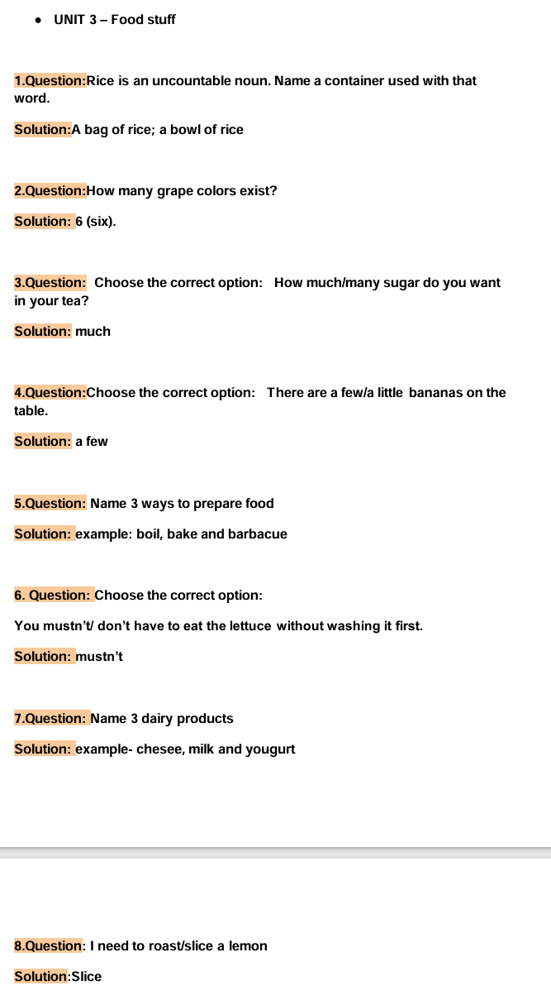 • UNIT 3 – Food stuff
1.Question:Rice is an uncountable noun. Name a container used with that
word.
Solution:A bag of rice; a bowl of rice
2.Question:How many grape colors exist?
Solution: 6 (six).
3.Question: Choose the correct option: How much/many sugar do you want
in your tea?
Solution: much
4.Question:Choose the correct option: There are a few/a little bananas on the
table.
Solution: a few
5.Question: Name 3 ways to prepare food
Solution: example: boil, bake and barbacue
6. Question: Choose the correct option:
You mustn’t/ don’t have to eat the lettuce without washing it first.
Solution: mustn’t
7.Question: Name 3 dairy products
Solution: example- chesee, milk and yougurt
8.Question: I need to roast/slice a lemon
Solution:Slice